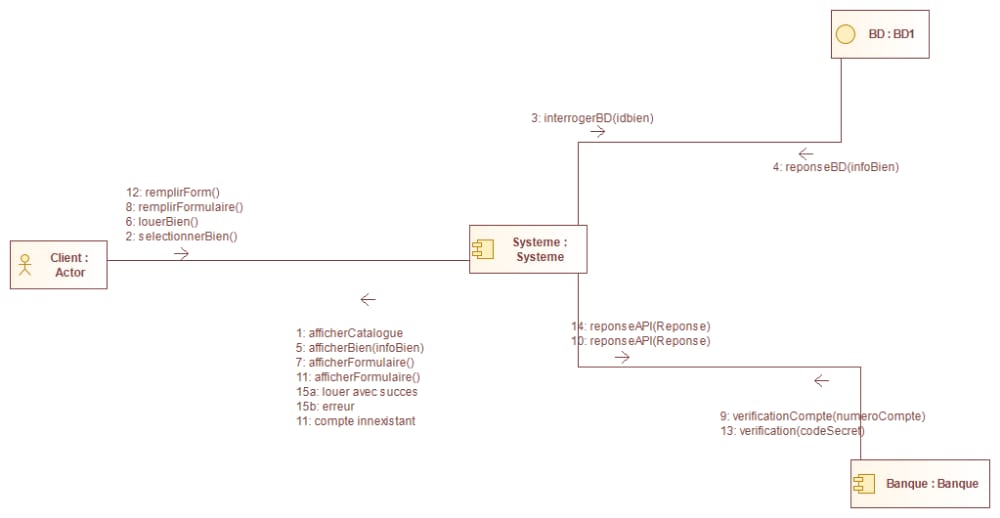 BD : BD1
3: interrogerBD(idbien)
4: reponseBD(infoBien)
12: remplirForm()
8: remplirFormulaire()
6: louerBien()
2: selectionnerBien()
Client :
Actor
Systeme :
Systeme
1: afficherCatalogue
5: afficherBien(infoBien)
7: afficherFormulaire()
11: afficherFormulaire()
15a: louer avec succes
15b: erreur
11: compte innexistant
14: reponseAPI(Reponse)
10: reponseAPI(Reponse)
9: verificationCompte(numeroCompte)
13: verification(codeSecret)
Banque : Banque